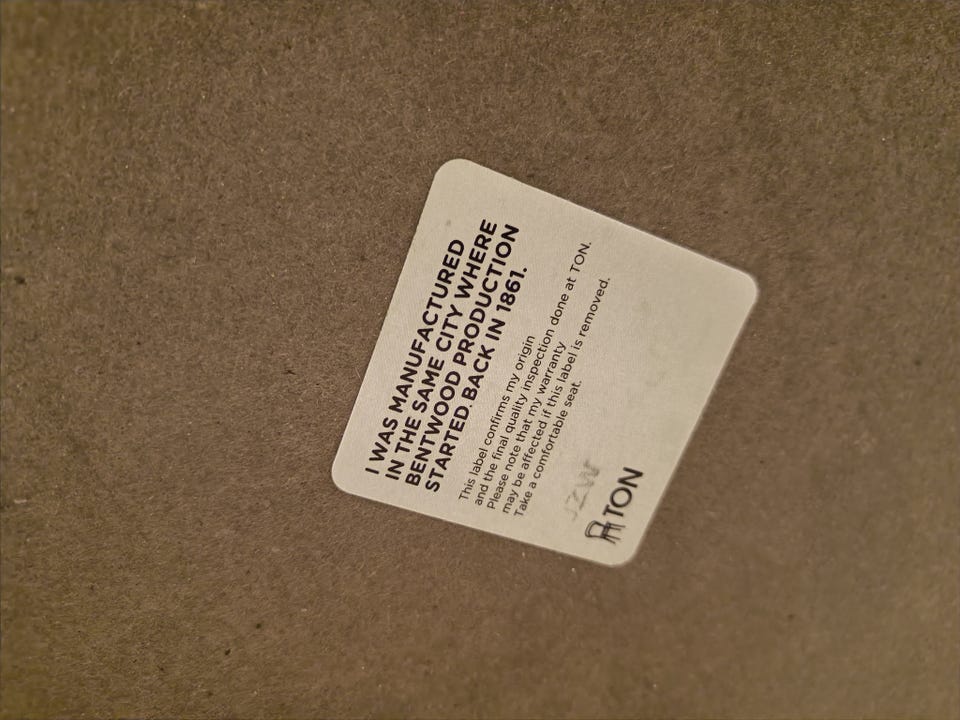 I WAS MANUFACTURED
IN THE SAME CITY WHERE
BENTWOOD PRODUCTION
STARTED. BACK IN 1861.
This label confirms my origin
and the final quality inspection done at TON.
Please note that my warranty
may be affected if this label is removed.
Take a comfortable seat.
TON